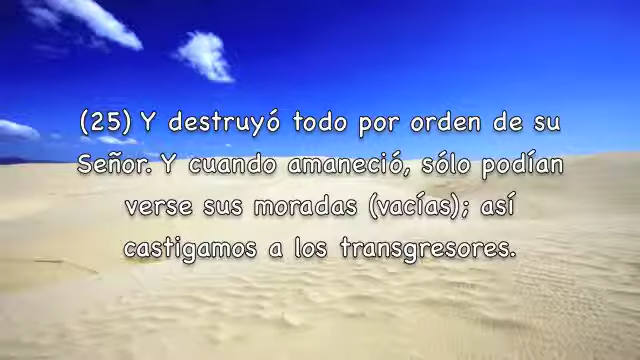 (25) Y destruyó todo por orden de su
Señor. Y cuando amaneció, sólo podían
verse sus moradas (vacías); así
castigamos a los transgresores.